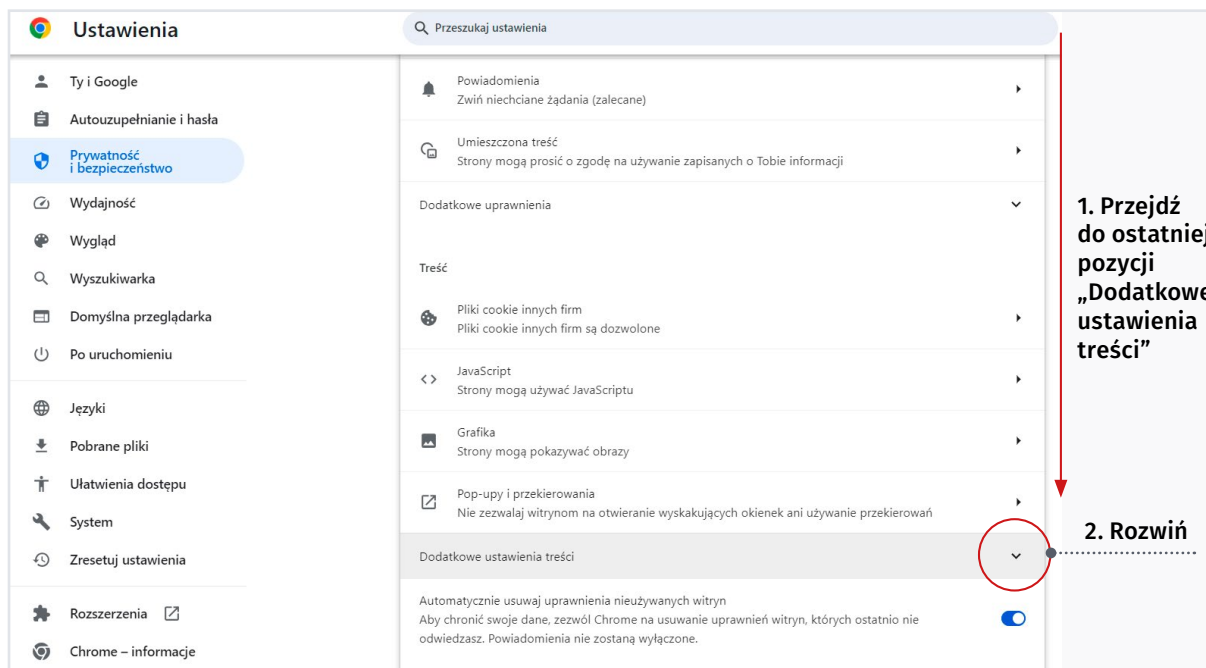 Ustawienia
Przeszukaj ustawienia
Ty i Google
Autouzupełnianie i hasła
Prywatność
i bezpieczeństwo
Wydajność
Wygląd
Wyszukiwarka
Domyślna przeglądarka
Po uruchomieniu
Języki
Pobrane pliki
Ułatwienia dostępu
System
Zresetuj ustawienia
Rozszerzenia
Chrome – informacje
Powiadomienia
Zwiń niechciane żądania (zalecane)
Umieszczona treść
Strony mogą prosić o zgodę na używanie zapisanych o Tobie informacji
Dodatkowe uprawnienia
Treść
Pliki cookie innych firm
Pliki cookie innych firm są dozwolone
JavaScript
Strony mogą używać JavaScriptu
Grafika
Strony mogą pokazywać obrazy
Pop-upy i przekierowania
Nie zezwalaj witrynom na otwieranie wyskakujących okienek ani używanie przekierowań
Dodatkowe ustawienia treści
Automatycznie usuwaj uprawnienia nieużywanych witryn
Aby chronić swoje dane, zezwól Chrome na usuwanie uprawnień witryn, których ostatnio nie
odwiedzasz. Powiadomienia nie zostaną wyłączone.
1. Przejdź
do ostatniej
pozycji
„Dodatkowe
ustawienia
treści”
2. Rozwiń